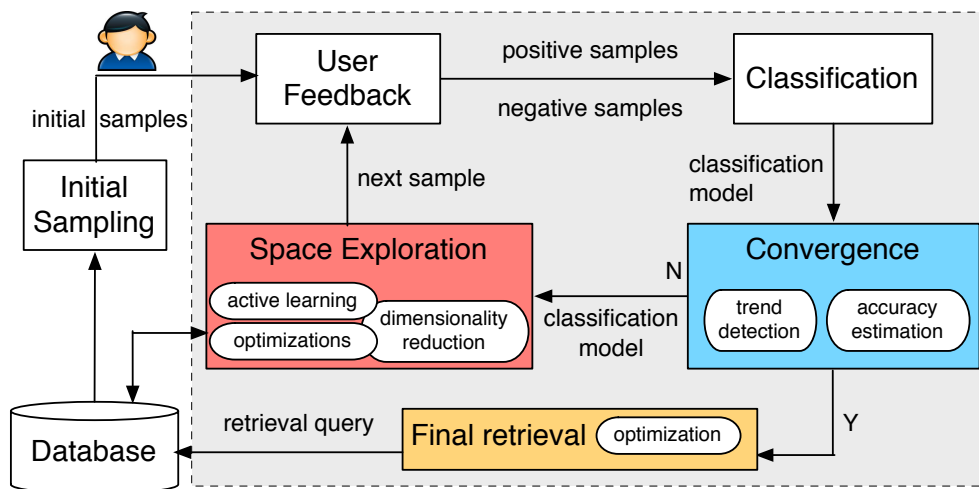 User
Feedback
positive samples
negative samples
Classification
initial samples
Initial
Sampling
next sample
classification
model
Space Exploration
active learning
optimizations
dimensionality
reduction
N
classification
model
Convergence
trend
detection
accuracy
estimation
Y
Database
retrieval query
Final retrieval
optimization